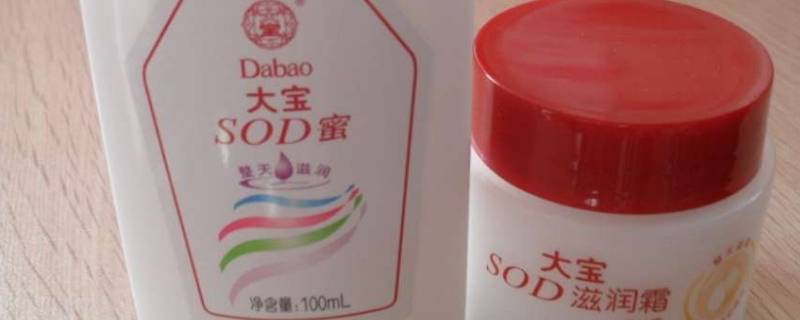 Dabao
大宝
SOD蜜
整天 滋润
净含量: 100mL
大宝
SOD滋润霜